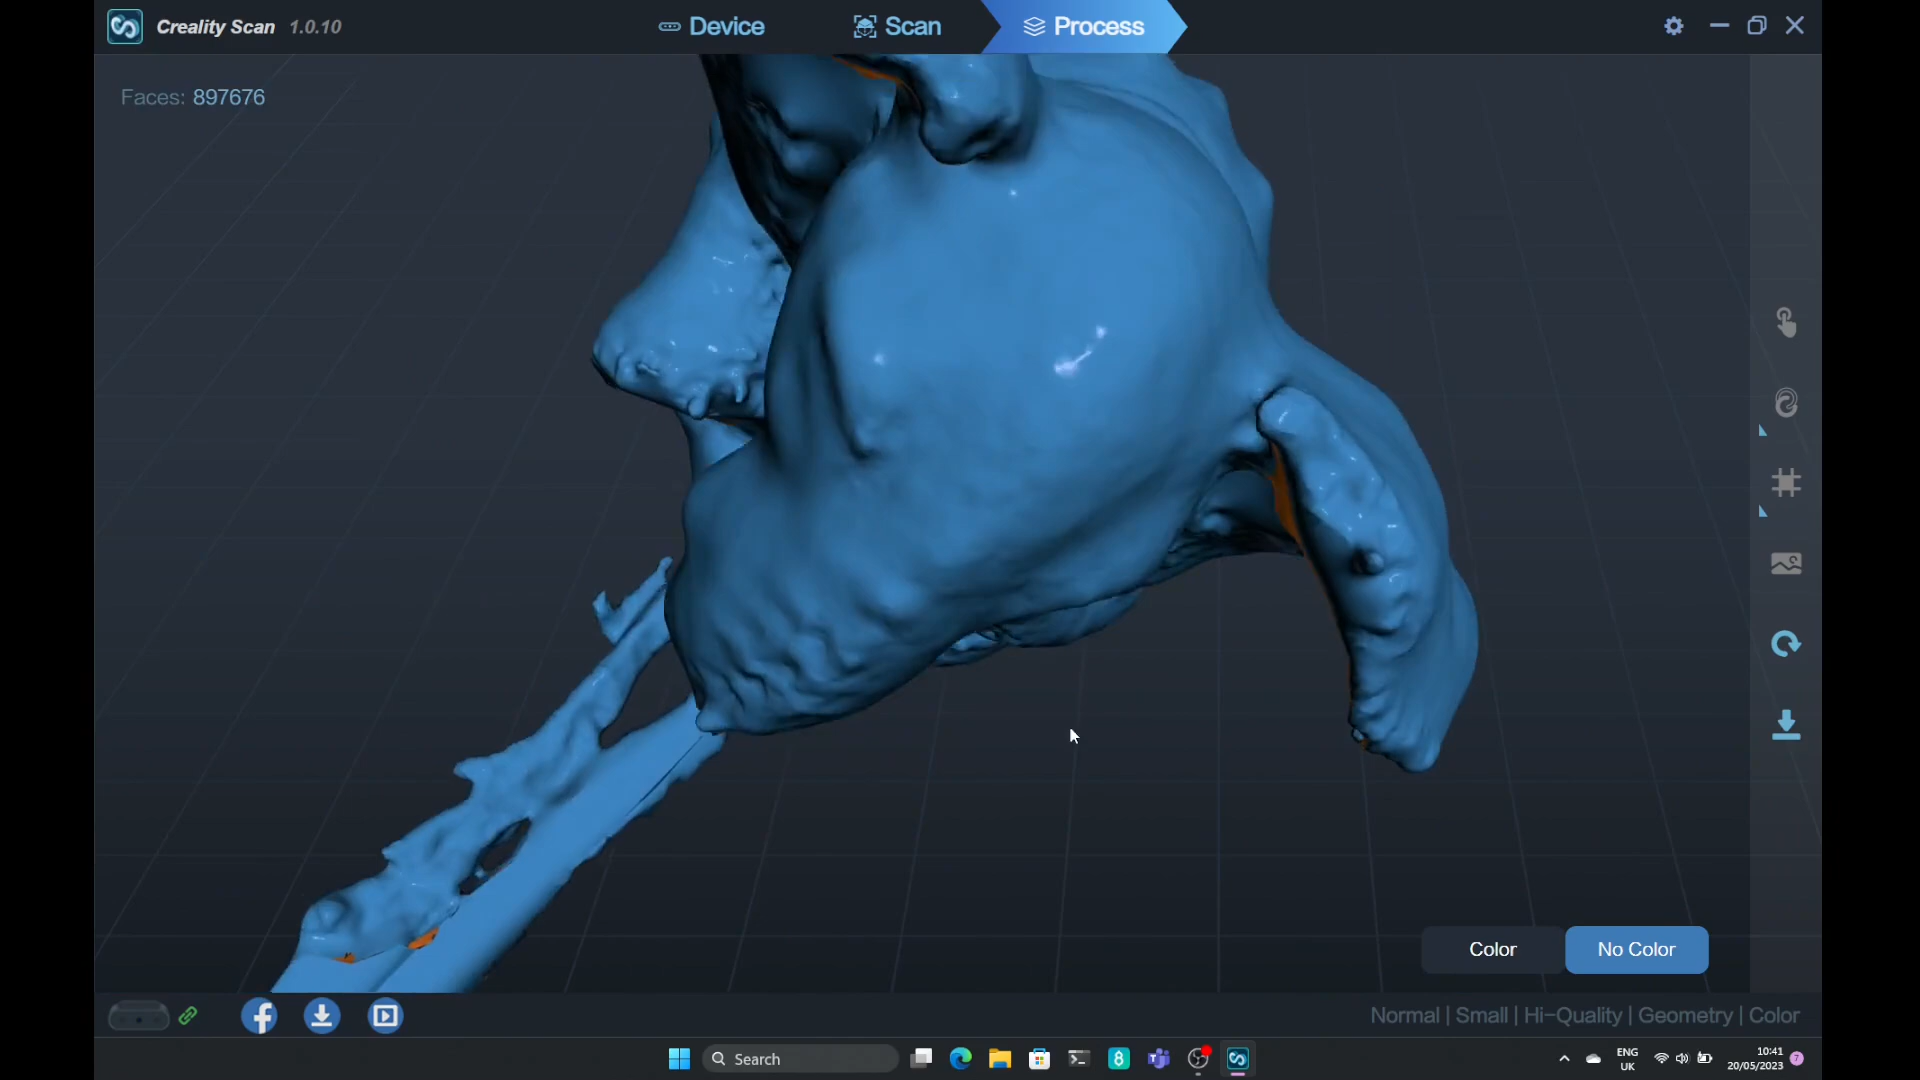 Creality Scan 1.0.10
Device
Scan
Process
Faces: 897676
Color
No Color
Normal | Small | Hi-Quality | Geometry | Color
Search
ENG
UK
10:41
20/05/2023
7